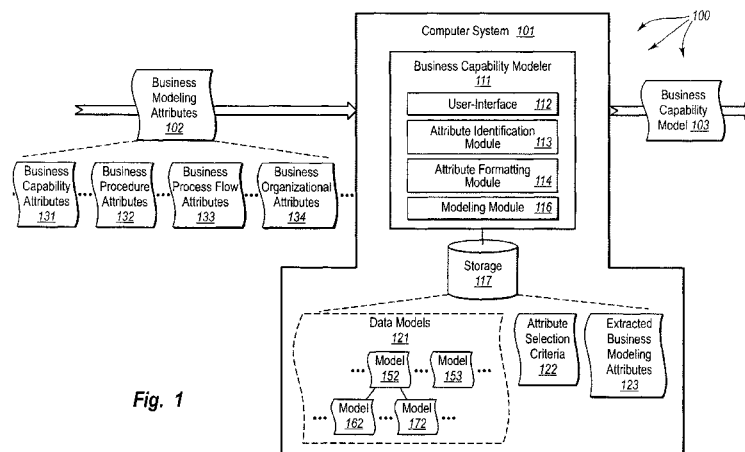 100
Computer System 101
Business Modeling Attributes 102
Business Capability Attributes 131
Business Procedure Attributes 132
Business Process Flow Attributes 133
Business Organizational Attributes 134
Business Capability Modeler 111
User-Interface 112
Attribute Identification Module 113
Attribute Formatting Module 114
Modeling Module 116
Business Capability Model 103
Storage 117
Data Models 121
Model 152
Model 153
Model 162
Model 172
Attribute Selection Criteria 122
Extracted Business Modeling Attributes 123
Fig. 1